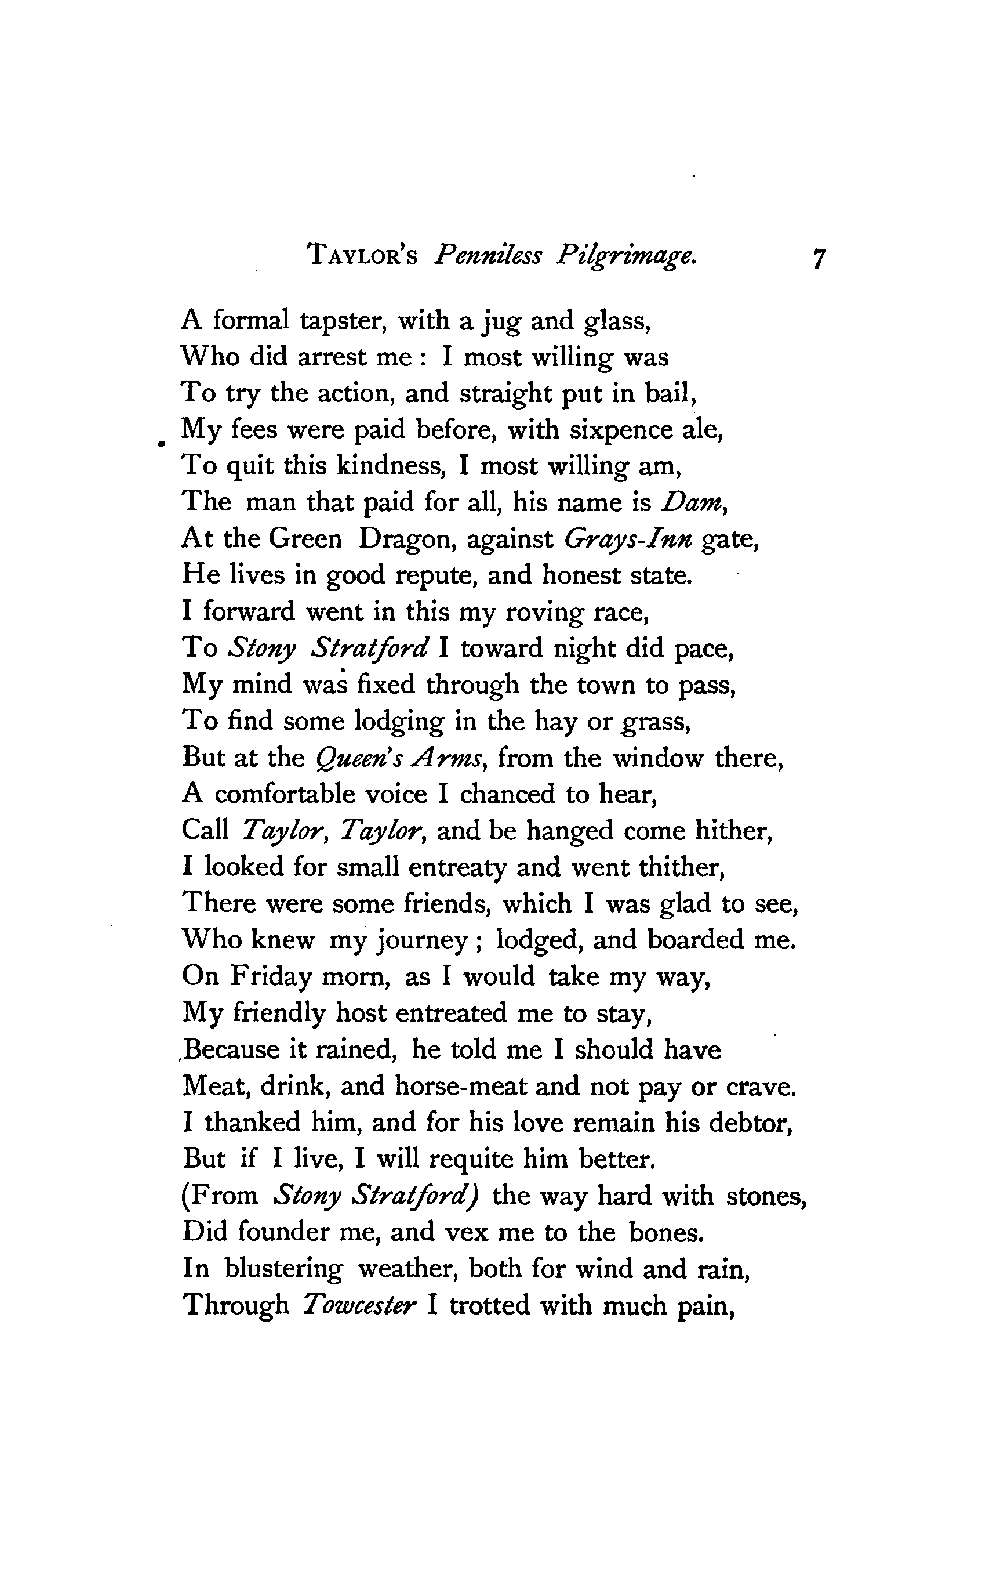 TAYLOR'S Penniless Pilgrimage. 7
A formal tapster, with a jug and glass,
Who did arrest me : I most willing was
To try the action, and straight put in bail,
My fees were paid before, with sixpence ale,
To quit this kindness, I most willing am,
The man that paid for all, his name is Dam,
At the Green Dragon, against Grays-Inn gate,
He lives in good repute, and honest state.
I forward went in this my roving race,
To Stony Stratford I toward night did pace,
My mind was fixed through the town to pass,
To find some lodging in the hay or grass,
But at the Queen's Arms, from the window there,
A comfortable voice I chanced to hear,
Call Taylor, Taylor, and be hanged come hither,
I looked for small entreaty and went thither,
There were some friends, which I was glad to see,
Who knew my journey ; lodged, and boarded me.
On Friday morn, as I would take my way,
My friendly host entreated me to stay,
Because it rained, he told me I should have
Meat, drink, and horse-meat and not pay or crave.
I thanked him, and for his love remain his debtor,
But if I live, I will requite him better.
(From Stony Stratford) the way hard with stones,
Did founder me, and vex me to the bones.
In blustering weather, both for wind and rain,
Through Towcester I trotted with much pain,